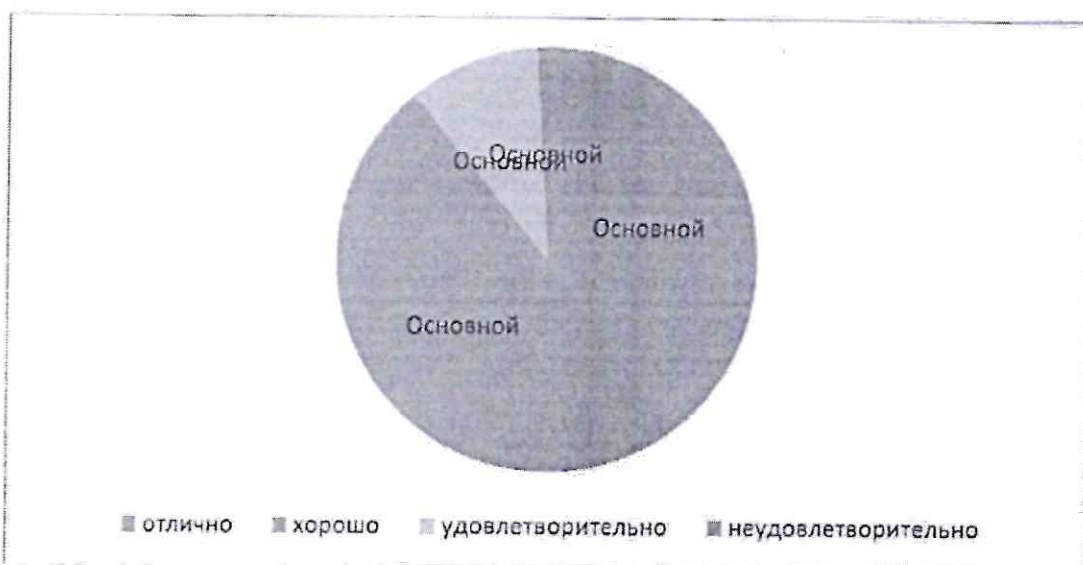 Основной
Основной
Основной
Основной
отлично хорошо удовлетворительно неудовлетворительно